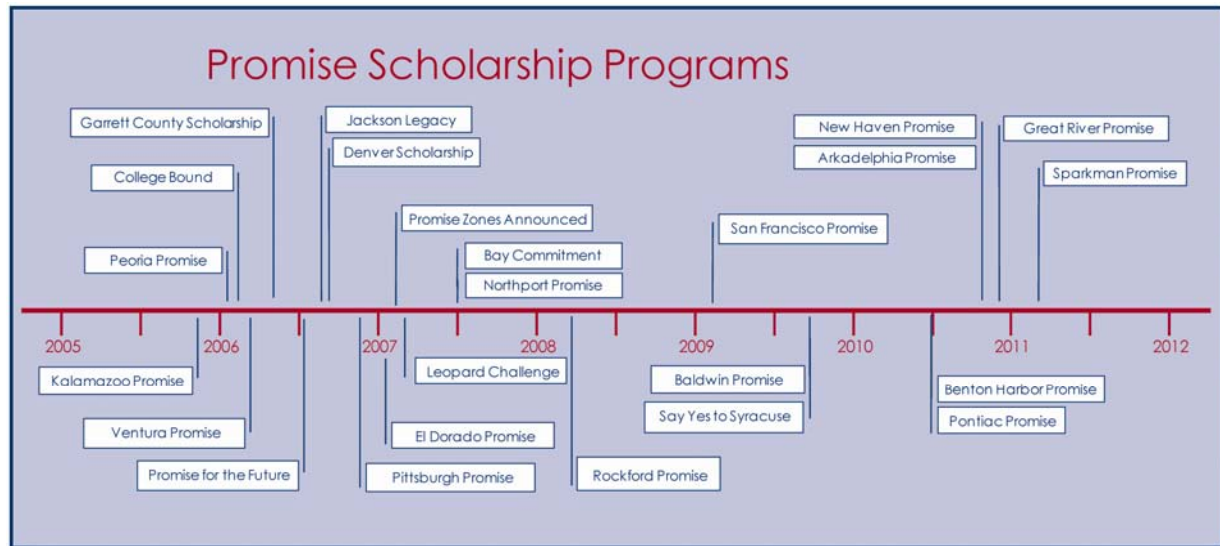 Promise Scholarship Programs
Garrett County Scholarship
Jackson Legacy
New Haven Promise
Great River Promise
Denver Scholarship
Arkadelphia Promise
College Bound
Sparkman Promise
Promise Zones Announced
San Francisco Promise
Peoria Promise
Bay Commitment
Northport Promise
2005
2006
2007
2008
2009
2010
2011
2012
Kalamazoo Promise
Leopard Challenge
Baldwin Promise
Benton Harbor Promise
Say Yes to Syracuse
Pontiac Promise
Ventura Promise
El Dorado Promise
Promise for the Future
Pittsburgh Promise
Rockford Promise